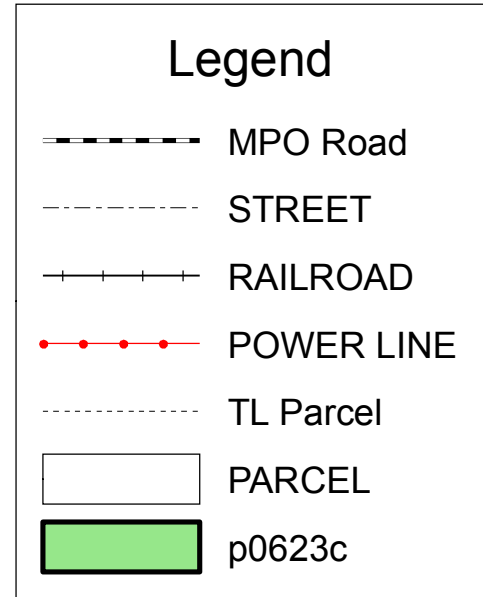 Legend
MPO Road
STREET
RAILROAD
POWER LINE
TL Parcel
PARCEL
p0623c